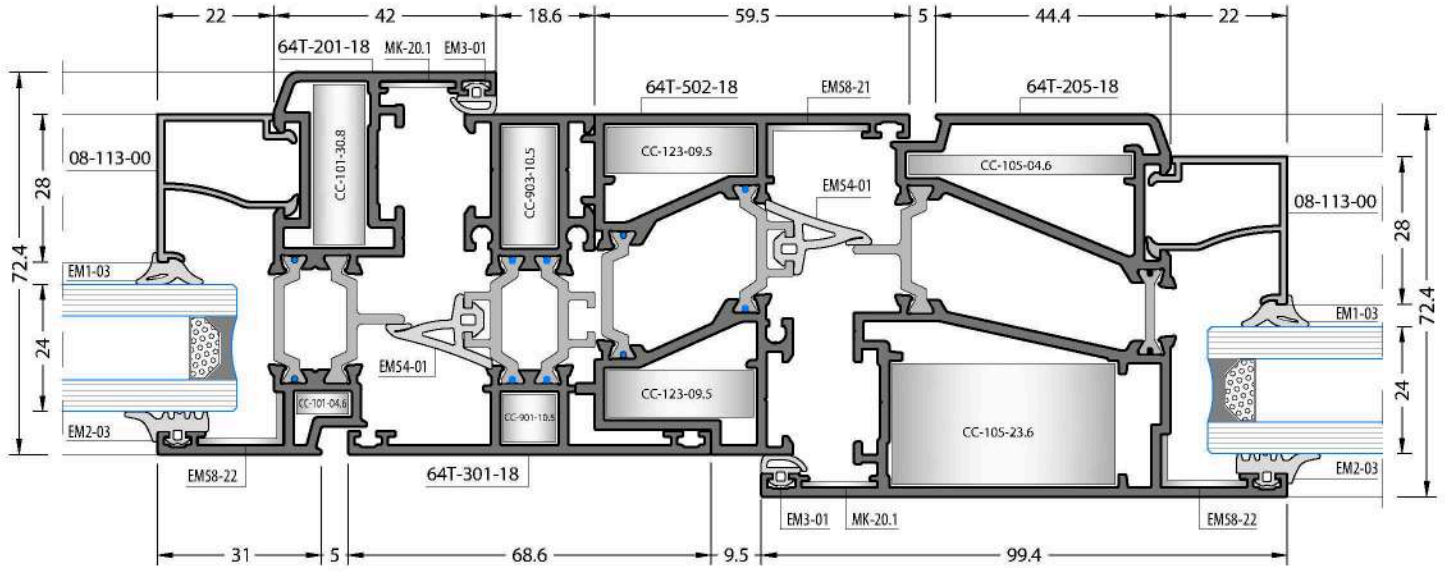 22
42
18.6
59.5
5
44.4
22
64T-201-18
MK-20.1
EM3-01
64T-502-18
EM58-21
64T-205-18
72.4
28
24
08-113-00
CC-101-30.8
CC-903-10.5
CC-123-09.5
CC-105-04.6
EM54-01
08-113-00
28
24
72.4
EM1-03
EM1-03
EM54-01
CC-123-09.5
CC-101-04.6
CC-901-10.5
CC-105-23.6
EM2-03
EM2-03
EM58-22
64T-301-18
EM3-01
MK-20.1
EM58-22
31
5
68.6
9.5
99.4